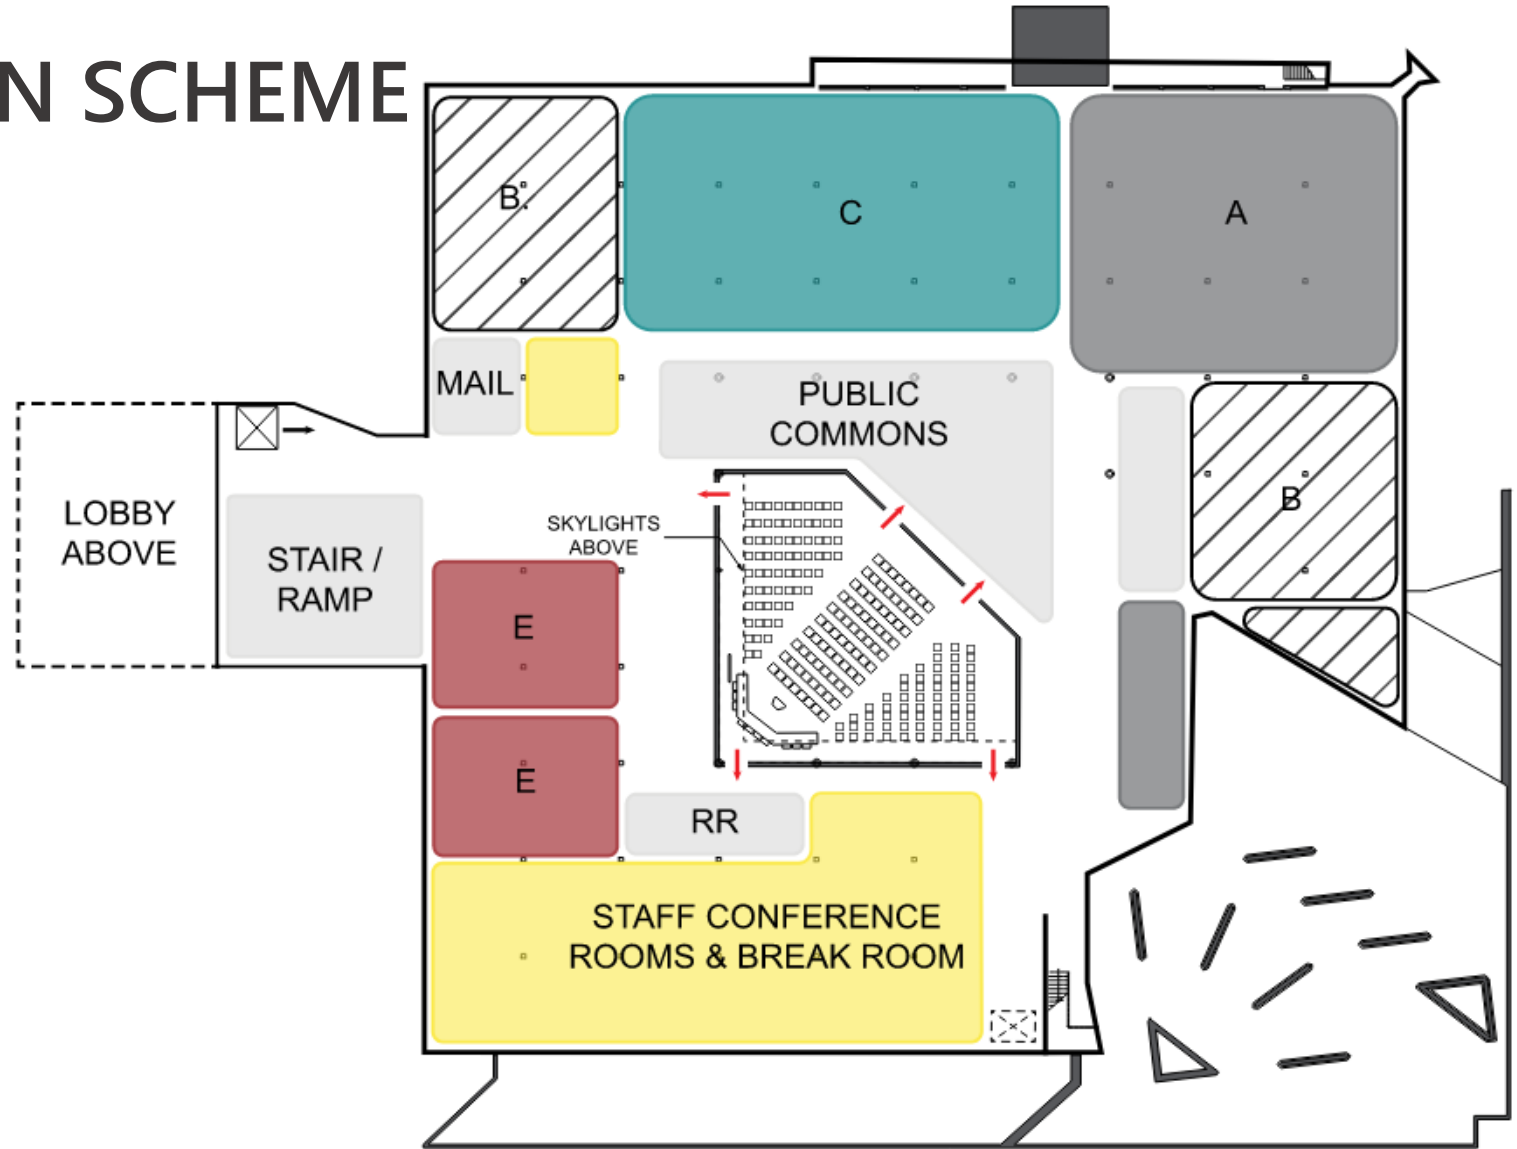 N SCHEME
B.
C
A
MAIL
PUBLIC
COMMONS
LOBBY
ABOVE
STAIR /
RAMP
SKYLIGHTS
ABOVE
B
E
E
RR
STAFF CONFERENCE
ROOMS & BREAK ROOM